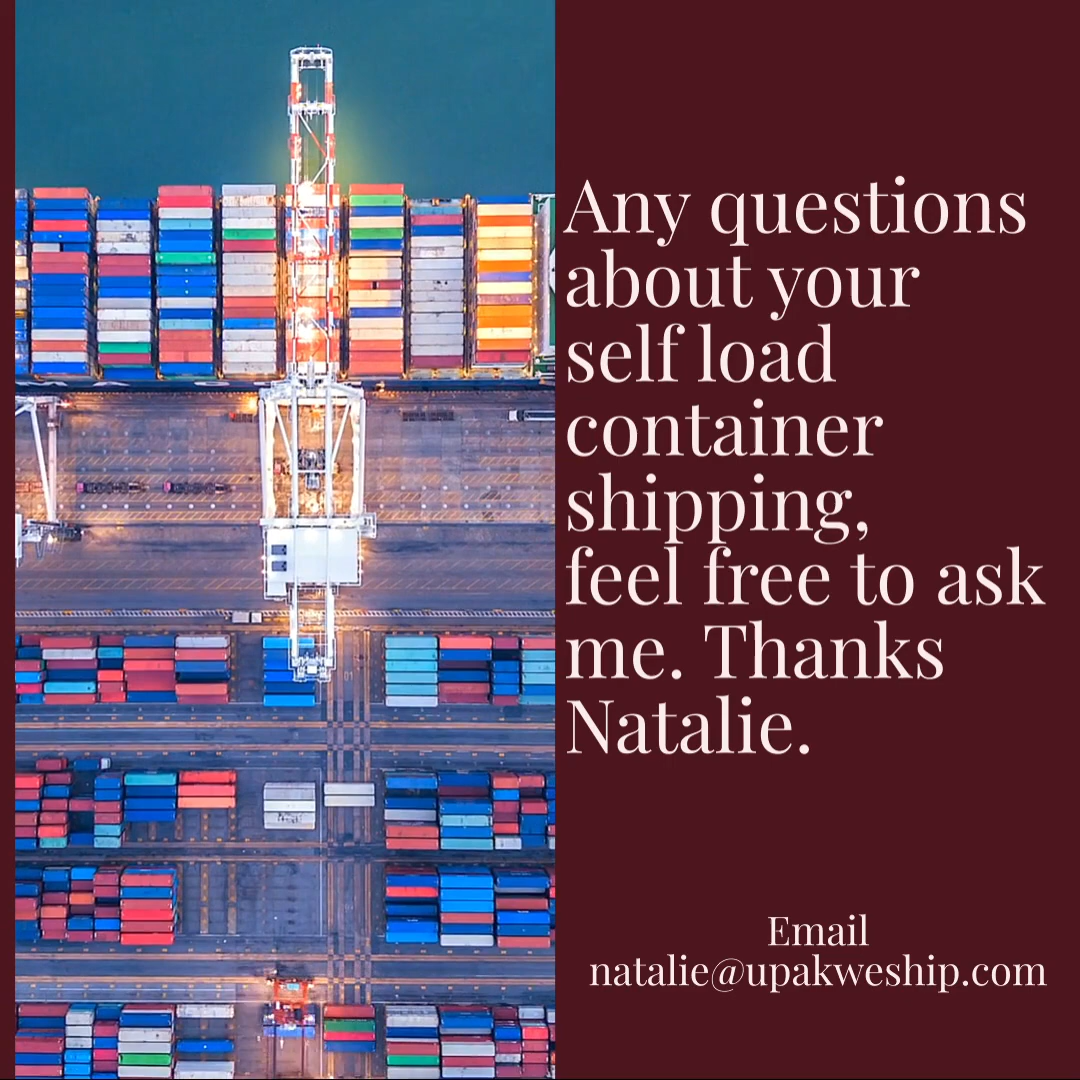 Any questions
about your
self load
container
shipping,
feel free to ask
me. Thanks
Natalie.
Email
natalie@upakweship.com